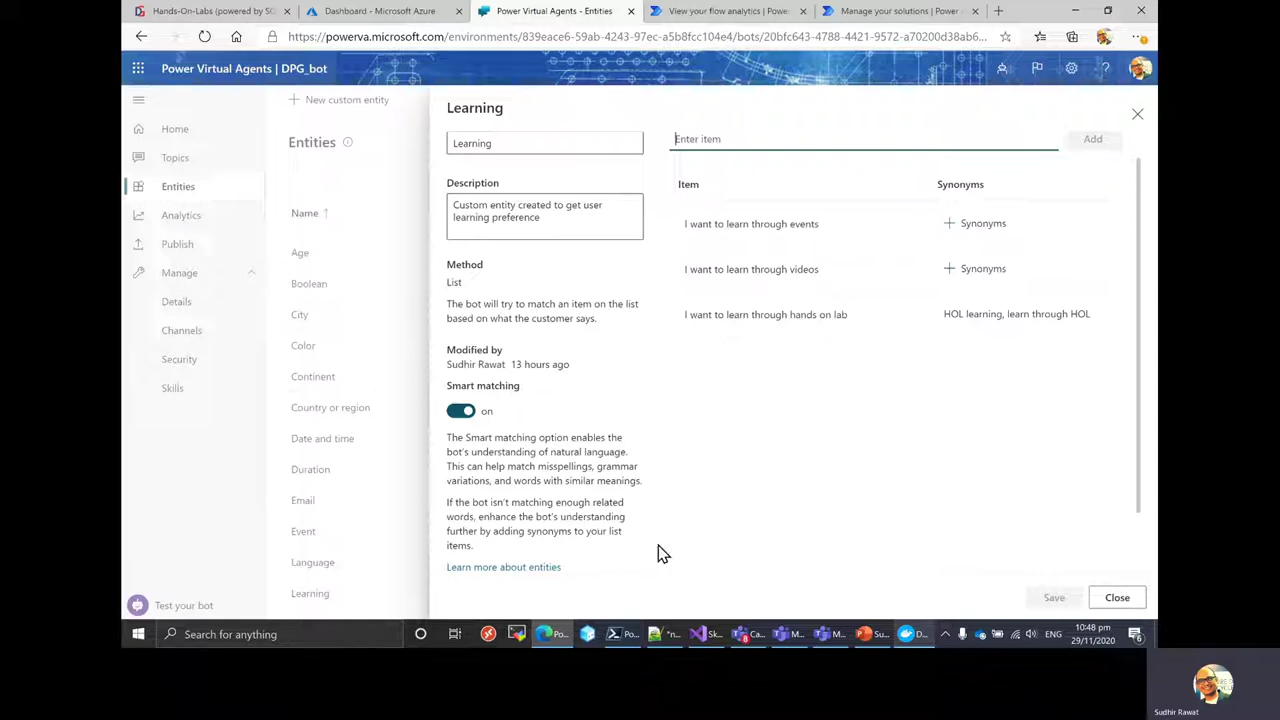 Hands-On-Labs (powered by S
Dashboard - Microsoft Azure
Power Virtual Agents - Entities
View your flow analytics | Power
Manage your solutions | Power
https://powerva.microsoft.com/environments/839eace6-59ab-4243-97ec-a5b8fcc104e4/bots/20bfc643-4788-4421-9572-a70200d38ab6...
Power Virtual Agents | DPG_bot
Home
Topics
Entities
Analytics
Publish
Manage
Details
Channels
Security
Skills
Test your bot
New custom entity
Entities
Name ↑
Age
Boolean
City
Color
Continent
Country or region
Date and time
Duration
Email
Event
Language
Learning
Learning
Learning
Description
Custom entity created to get user
learning preference
Method
List
The bot will try to match an item on the list
based on what the customer says.
Modified by
Sudhir Rawat 13 hours ago
Smart matching
on
The Smart matching option enables the
bot's understanding of natural language.
This can help match misspellings, grammar
variations, and words with similar meanings.
If the bot isn't matching enough related
words, enhance the bot's understanding
further by adding synonyms to your list
items.
Learn more about entities
Enter item
Add
Item Synonyms
I want to learn through events + Synonyms
I want to learn through videos + Synonyms
I want to learn through hands on lab HOL learning, learn through HOL
Save
Close
Search for anything
Po...
Po...
"n...
Sk...
Ca...
M...
M...
Su...
D...
ENG
10:48 pm
29/11/2020
6
Sudhir Rawat